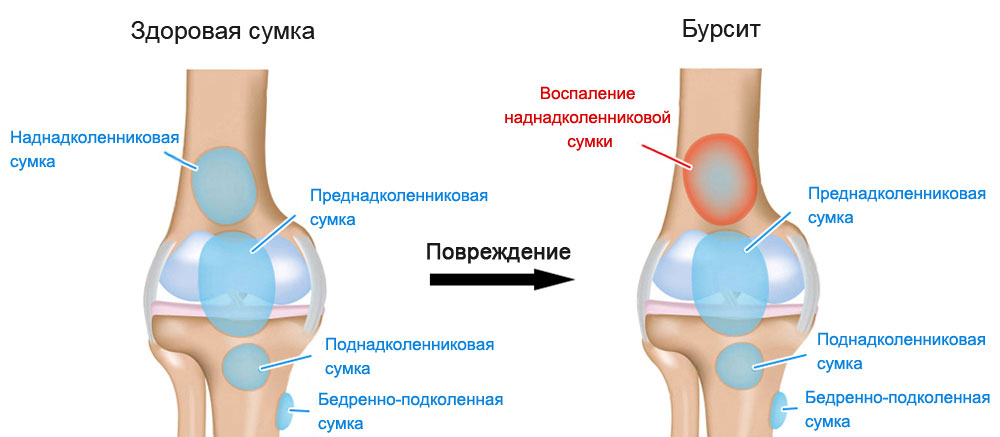 Здоровая сумка
Бурсит
Наднадколенниковая
сумка
Преднадколенниковая
сумка
Поднадколенниковая
сумка
Бедренно-подколенная
сумка
Повреждение
Воспаление
наднадколенниковой
сумки
Преднадколенниковая
сумка
Поднадколенниковая
сумка
Бедренно-подколенная
сумка